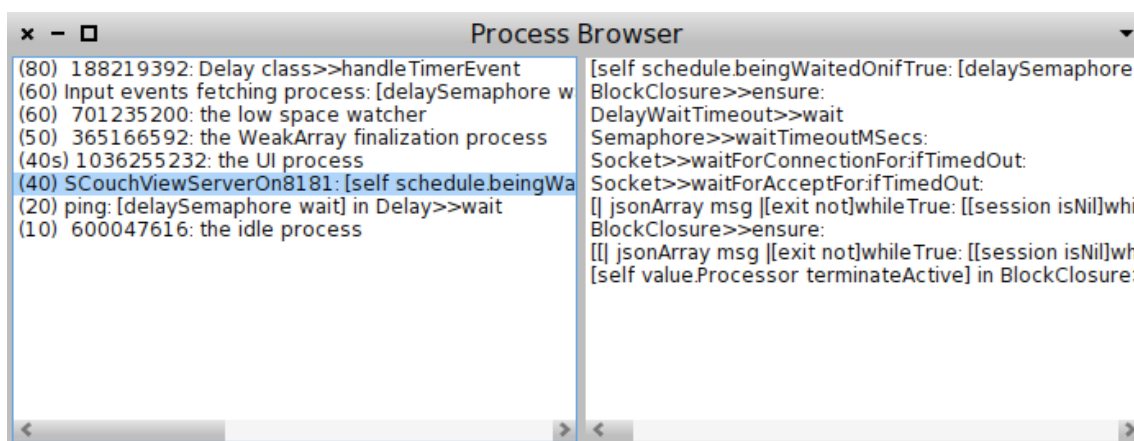 Process Browser
(80) 188219392: Delay class>>handleTimerEvent
(60) Input events fetching process: [delaySemaphore w
(60) 701235200: the low space watcher
(50) 365166592: the WeakArray finalization process
(40s) 1036255232: the UI process
(40) SCouchViewServerOn8181: [self schedule.beingWa
(20) ping: [delaySemaphore wait] in Delay>>wait
(10) 600047616: the idle process
[self schedule.beingWaitedOnifTrue: [delaySemaphore
BlockClosure>>ensure:
DelayWaitTimeout>>wait
Semaphore>>waitTimeoutMSecs:
Socket>>waitForConnectionFor:ifTimedOut:
Socket>>waitForAcceptFor:ifTimedOut:
[| jsonArray msg |[exit not]whileTrue: [[session isNil]whi
BlockClosure>>ensure:
[[| jsonArray msg |[exit not]whileTrue: [[session isNil]wh
[self value.Processor terminateActive] in BlockClosure: